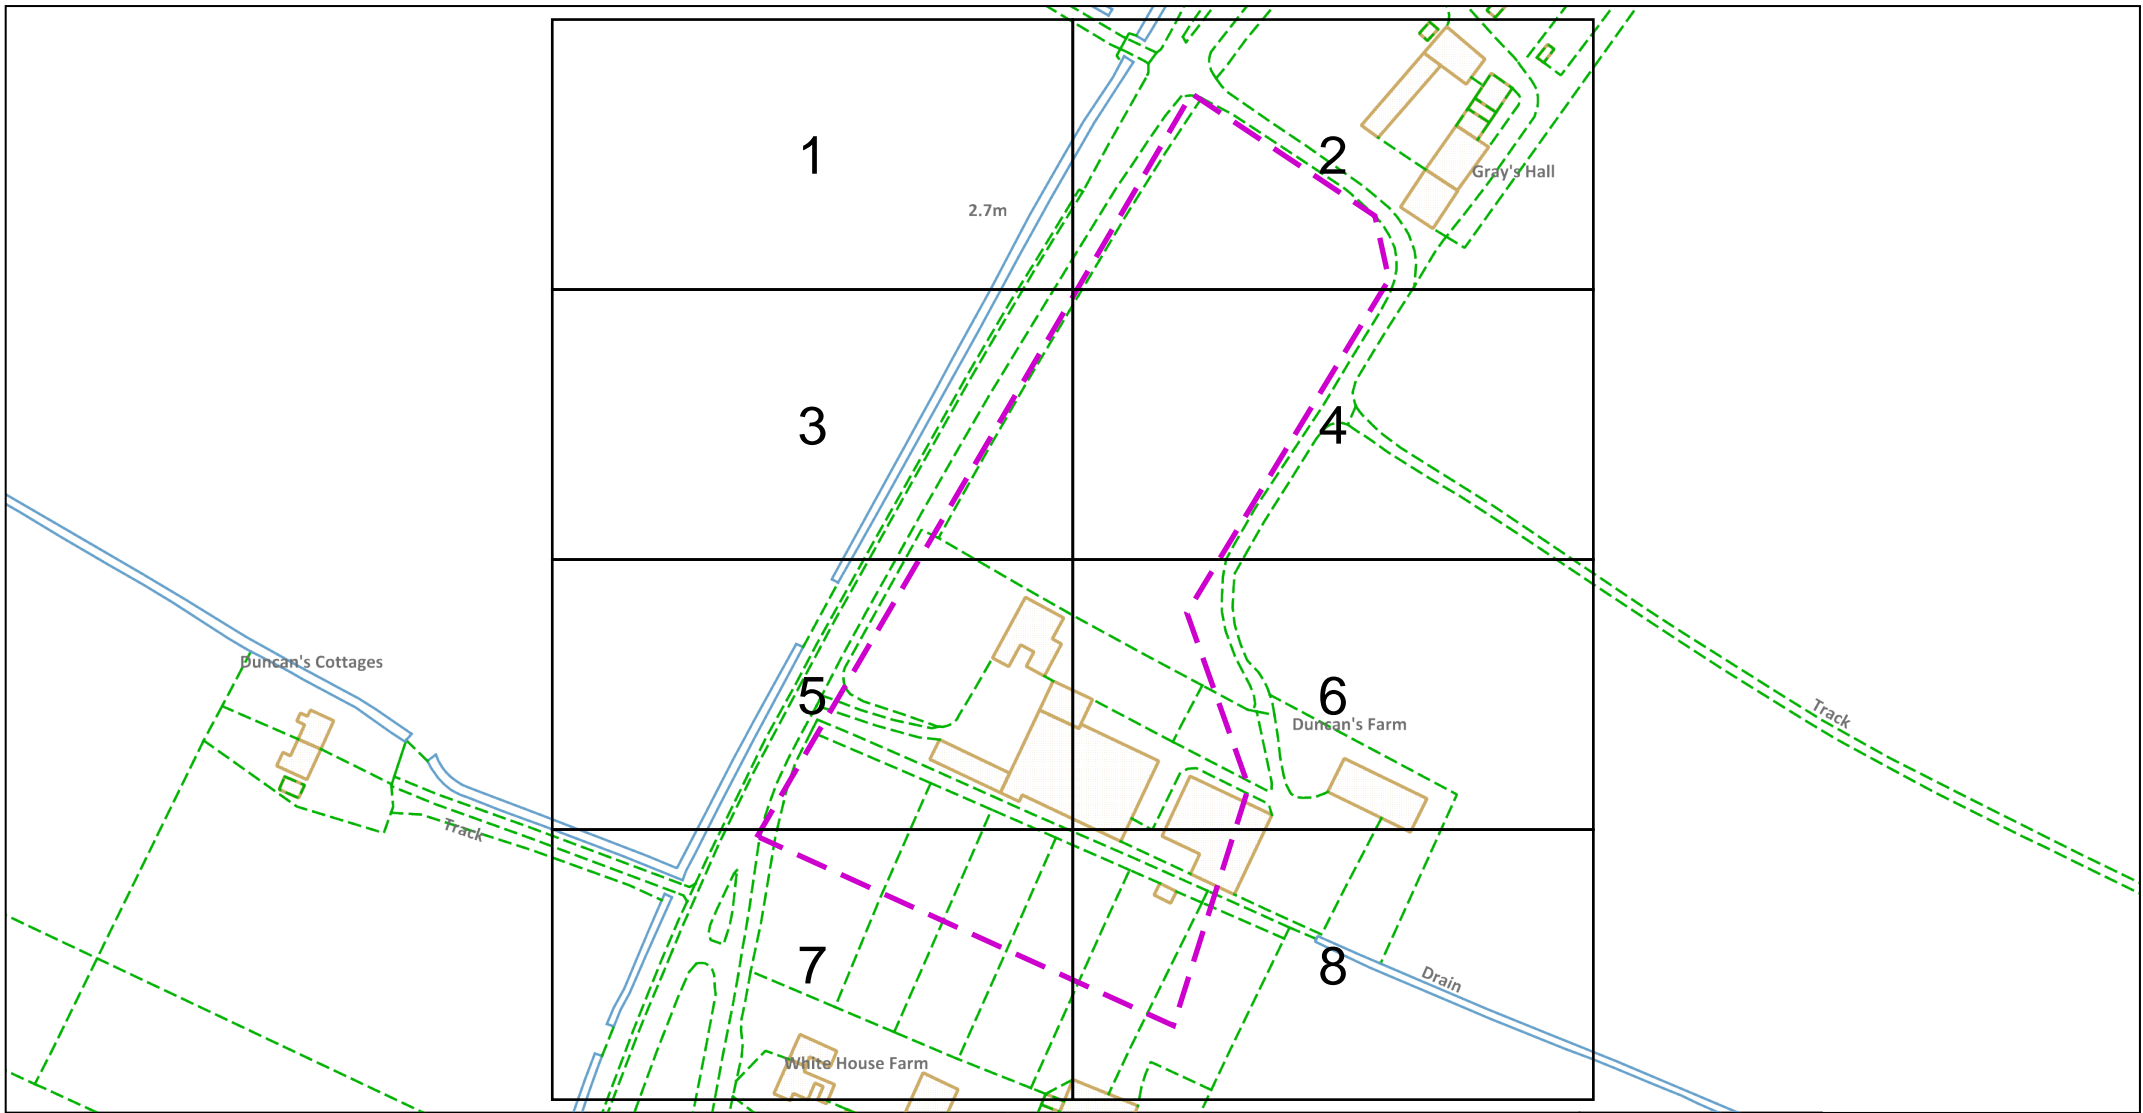 1
2
Gray's Hall
2.7m
3
4
Duncan's Cottages
5
6
Duncan's Farm
Track
Track
7
8
Drain
White House Farm